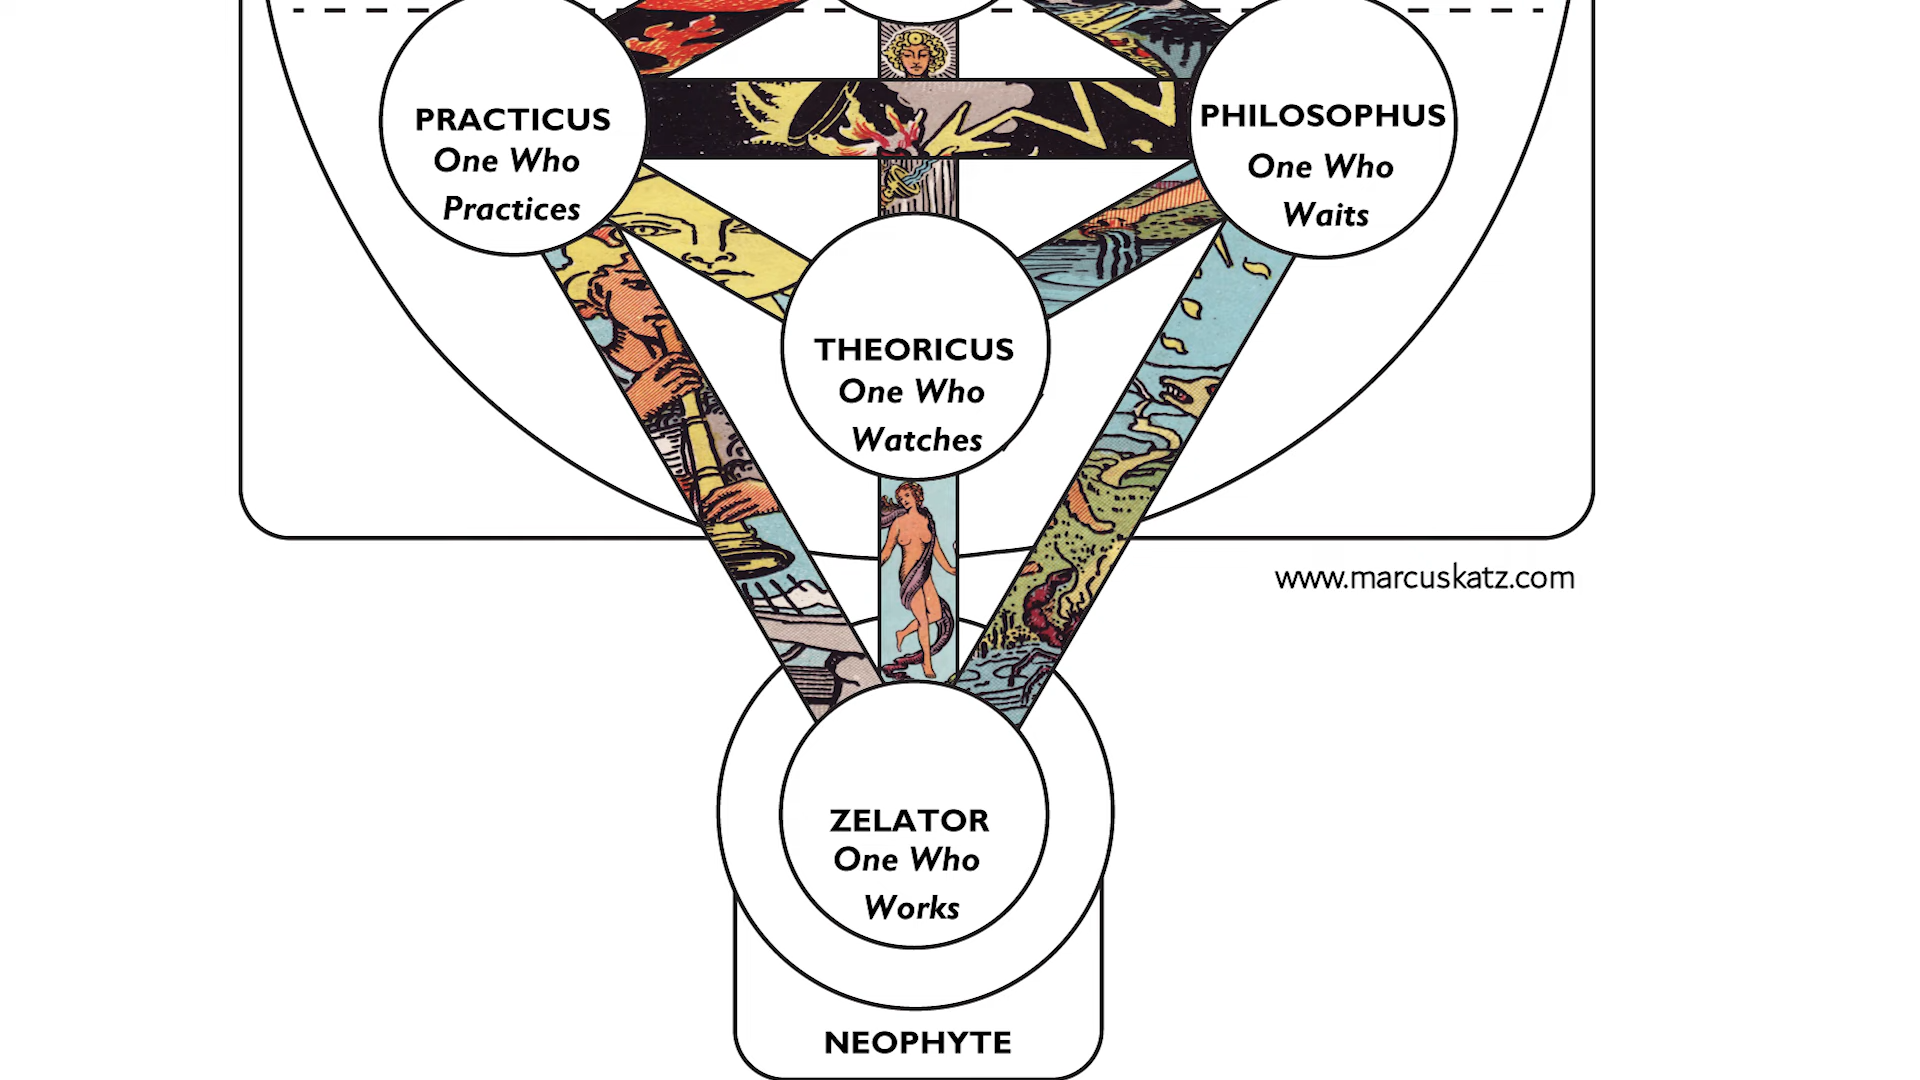 PRACTICUS
One Who
Practices
PHILOSOPHUS
One Who
Waits
THEORICUS
One Who
Watches
www.marcuskatz.com
ZELATOR
One Who
Works
NEOPHYTE